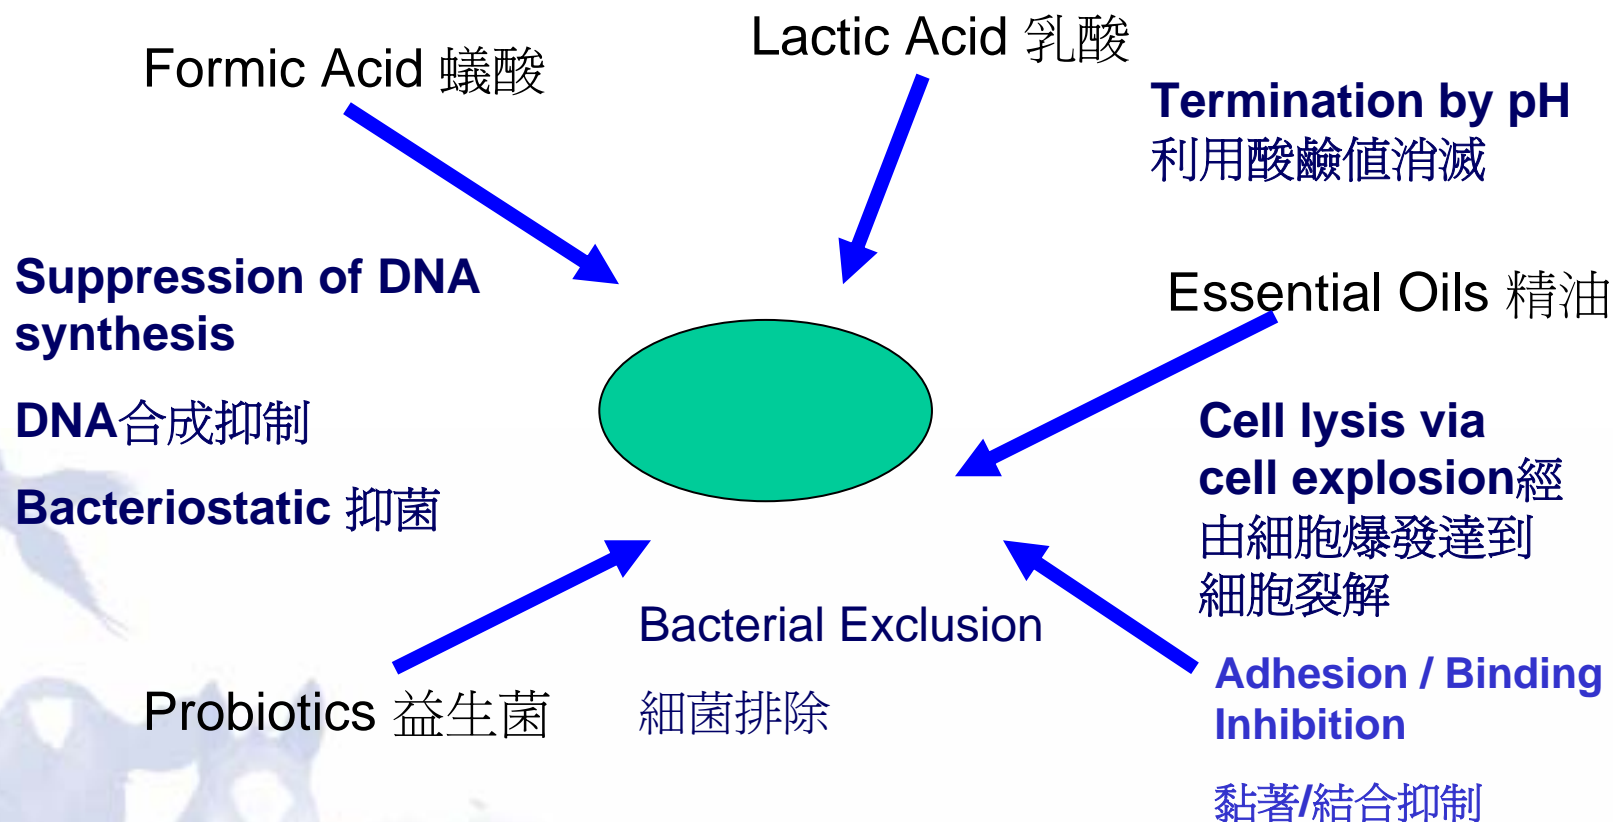 Formic Acid 蟻酸
Lactic Acid 乳酸
Termination by pH
利用酸鹼值消滅
Suppression of DNA
synthesis
DNA合成抑制
Bacteriostatic 抑菌
Essential Oils 精油
Cell lysis via
cell explosion經
由細胞爆發達到
細胞裂解
Probiotics 益生菌
Bacterial Exclusion
細菌排除
Adhesion / Binding
Inhibition
黏著/結合抑制